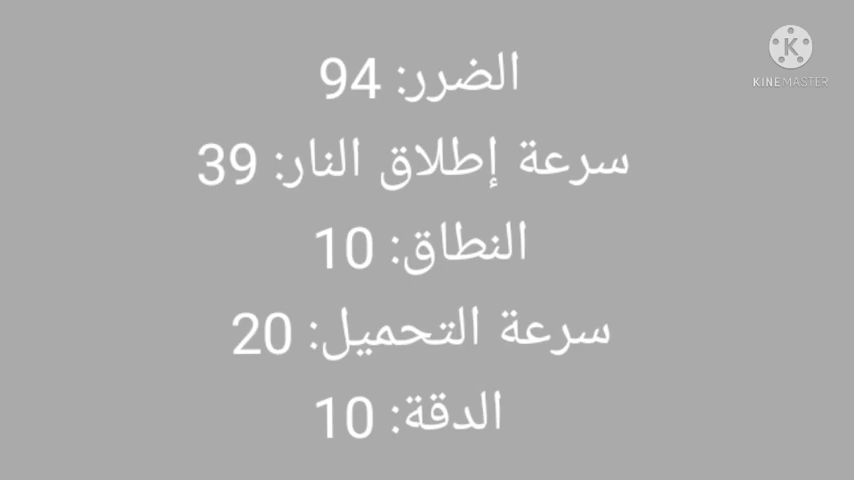 الضرر: 94
KINEMASTER
سرعة إطلاق النار: 39
النطاق: 10
سرعة التحميل: 20
الدقة: 10